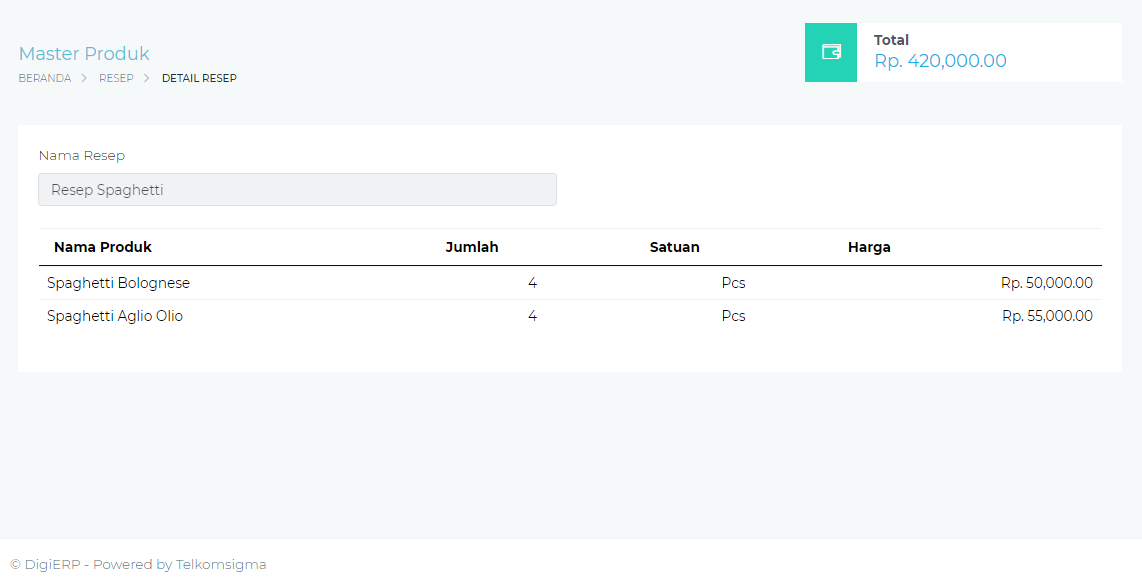 Master Produk
BERANDA > RESEP > DETAIL RESEP
Total
Rp. 420,000.00
Nama Resep
Resep Spaghetti
Nama Produk Jumlah Satuan Harga
Spaghetti Bolognese 4 Pcs Rp. 50,000.00
Spaghetti Aglio Olio 4 Pcs Rp. 55,000.00
© DigiERP - Powered by Telkomsigma